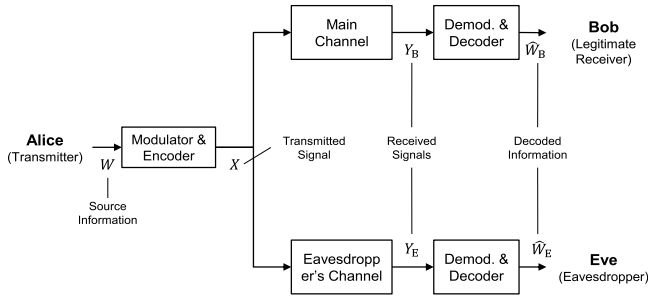 Main
Channel
Y_B
Demod. &
Decoder
Ŵ_B
Bob
(Legitimate
Receiver)
Alice
(Transmitter)
W
Modulator &
Encoder
X
Transmitted
Signal
Received
Signals
Decoded
Information
Source
Information
Eavesdropp
er's Channel
Y_E
Demod. &
Decoder
Ŵ_E
Eve
(Eavesdropper)